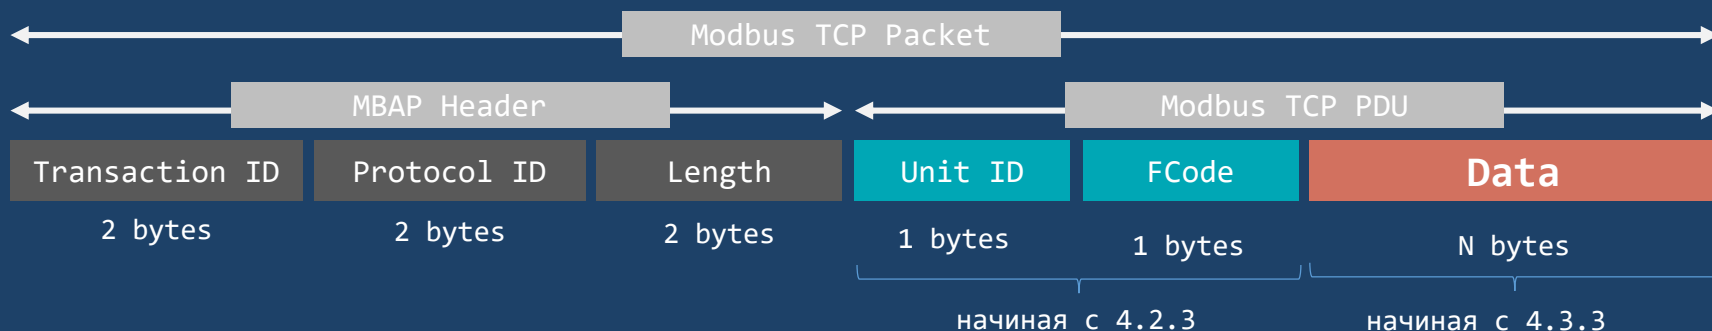 Modbus TCP Packet
MBAP Header Modbus TCP PDU
Transaction ID Protocol ID Length Unit ID FCode Data
2 bytes 2 bytes 2 bytes 1 bytes 1 bytes N bytes
начиная с 4.2.3 начиная с 4.3.3